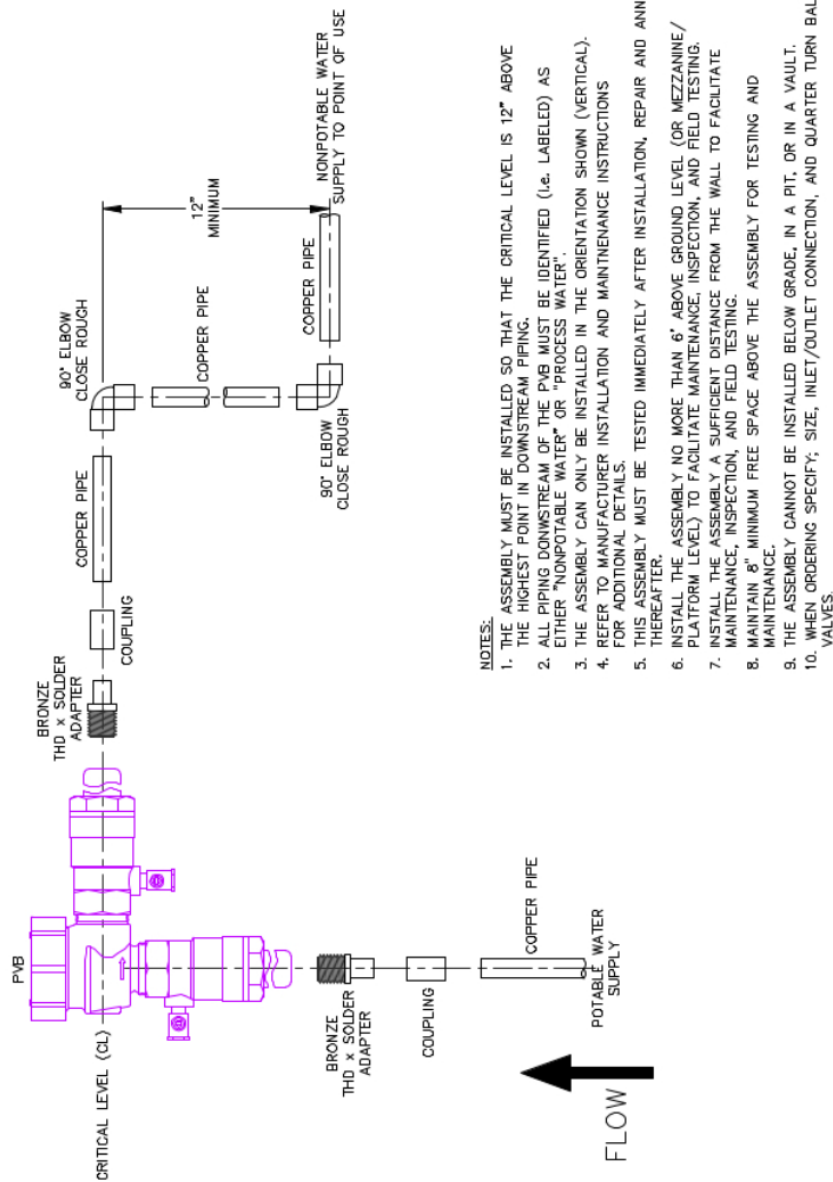 PVB
CRITICAL LEVEL (CL)
BRONZE
THD x SOLDER
ADAPTER
COUPLING
COPPER PIPE
90° ELBOW
CLOSE ROUGH
COPPER PIPE
12"
MINIMUM
90° ELBOW
CLOSE ROUGH
COPPER PIPE
NONPOTABLE WATER
SUPPLY TO POINT OF USE
BRONZE
THD x SOLDER
ADAPTER
COUPLING
COPPER PIPE
POTABLE WATER
SUPPLY
FLOW
NOTES:
1. THE ASSEMBLY MUST BE INSTALLED SO THAT THE CRITICAL LEVEL IS 12" ABOVE
THE HIGHEST POINT IN DOWNSTREAM PIPING.
2. ALL PIPING DONWSTREAM OF THE PVB MUST BE IDENTIFIED (i.e. LABELED) AS
EITHER "NONPOTABLE WATER" OR "PROCESS WATER".
3. THE ASSEMBLY CAN ONLY BE INSTALLED IN THE ORIENTATION SHOWN (VERTICAL).
4. REFER TO MANUFACTURER INSTALLATION AND MAINTNENANCE INSTRUCTIONS
FOR ADDITIONAL DETAILS.
5. THIS ASSEMBLY MUST BE TESTED IMMEDIATELY AFTER INSTALLATION, REPAIR AND ANN
THEREAFTER.
6. INSTALL THE ASSEMBLY NO MORE THAN 6' ABOVE GROUND LEVEL (OR MEZZANINE/
PLATFORM LEVEL) TO FACILITATE MAINTENANCE, INSPECTION, AND FIELD TESTING.
7. INSTALL THE ASSEMBLY A SUFFICIENT DISTANCE FROM THE WALL TO FACILITATE
MAINTENANCE, INSPECTION, AND FIELD TESTING.
8. MAINTAIN 8" MINIMUM FREE SPACE ABOVE THE ASSEMBLY FOR TESTING AND
MAINTENANCE.
9. THE ASSEMBLY CANNOT BE INSTALLED BELOW GRADE, IN A PIT, OR IN A VAULT.
10. WHEN ORDERING SPECIFY; SIZE, INLET/OUTLET CONNECTION, AND QUARTER TURN BAL
VALVES.